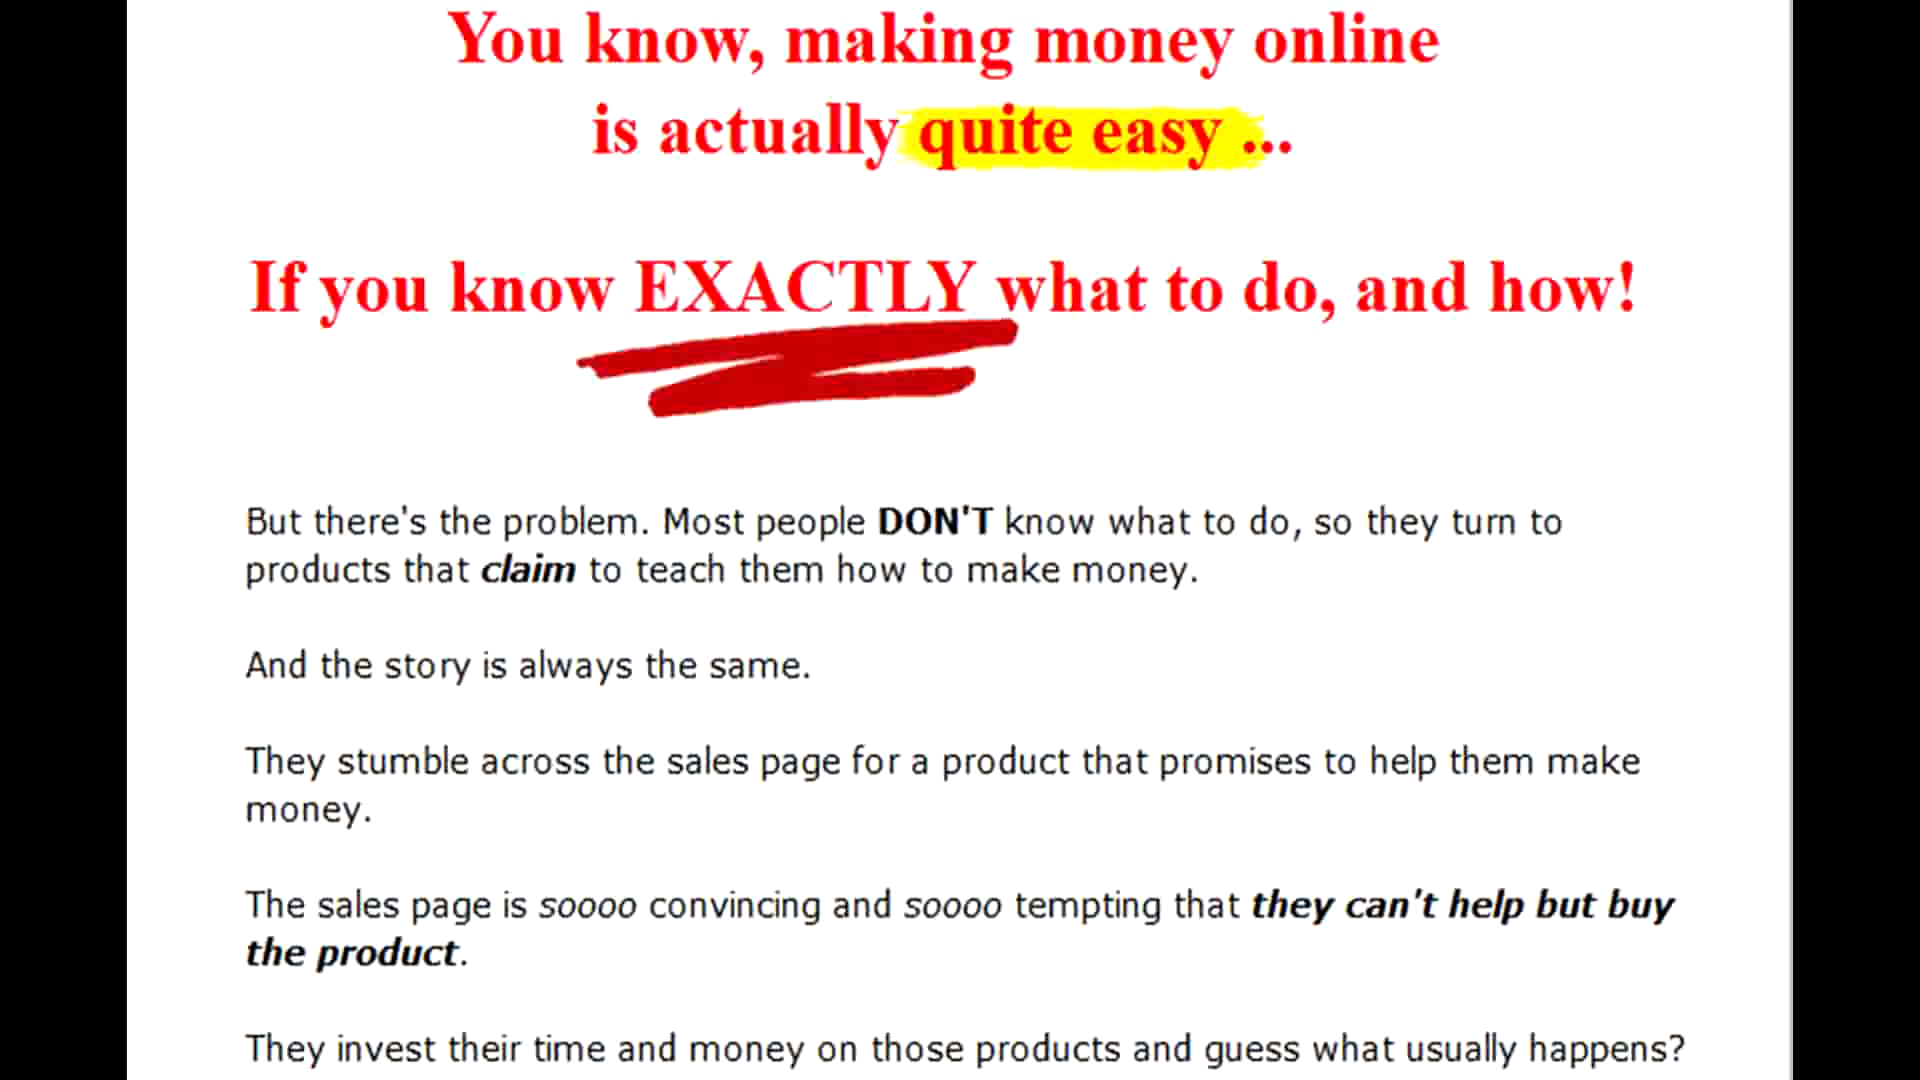 You know, making money online
is actually quite easy ...
If you know EXACTLY what to do, and how!
But there's the problem. Most people DON'T know what to do, so they turn to
products that claim to teach them how to make money.
And the story is always the same.
They stumble across the sales page for a product that promises to help them make
money.
The sales page is soooo convincing and soooo tempting that they can't help but buy
the product.
They invest their time and money on those products and guess what usually happens?